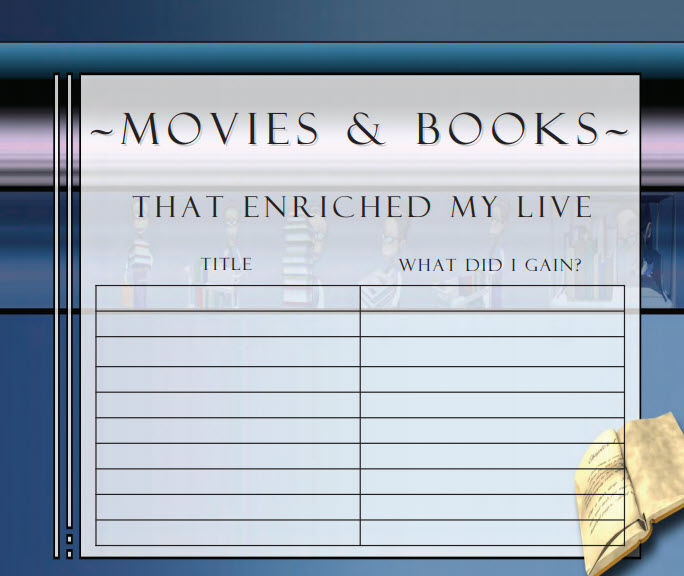 ~MOVIES & BOOKS~
THAT ENRICHED MY LIVE
TITLE WHAT DID I GAIN?